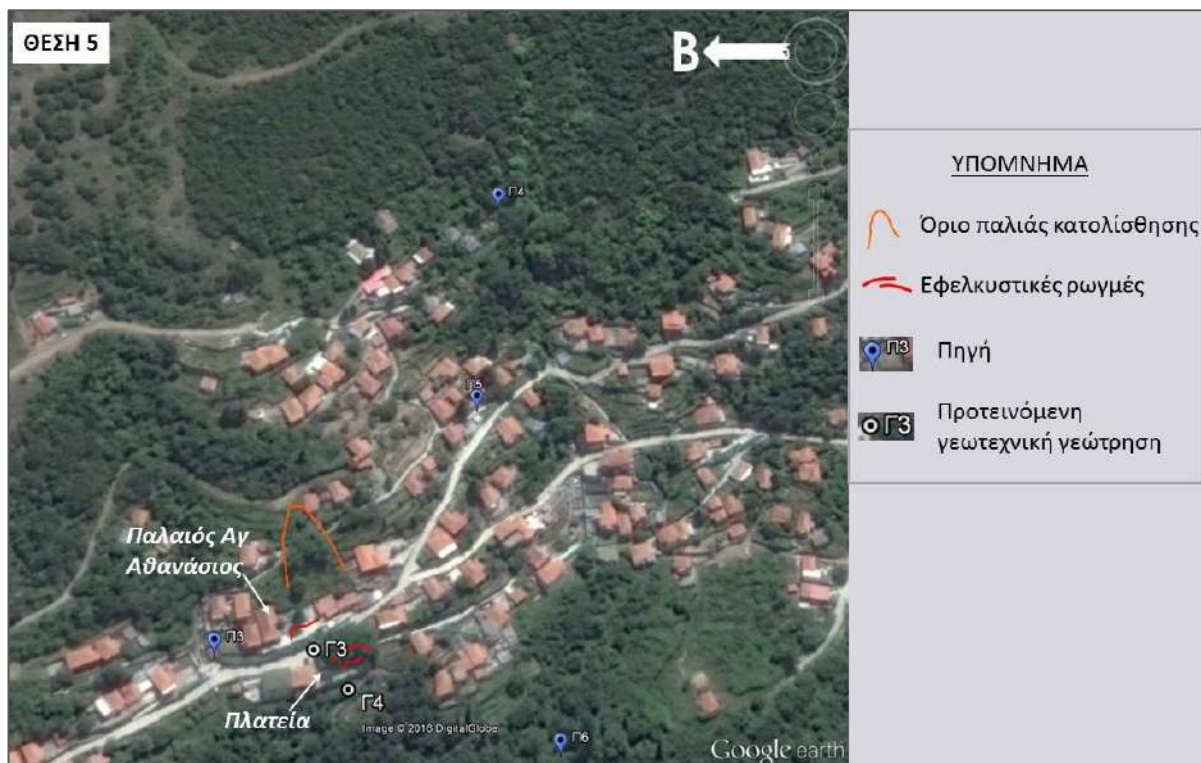 ΘΕΣΗ 5
Β
Π4
Π5
Παλαιός Αγ
Αθανάσιος
Π3
Γ3
Γ4
Πλατεία
Image © 2016 DigitalGlobe
Π6
Google earth
ΥΠΟΜΝΗΜΑ
Όριο παλιάς κατολίσθησης
Εφελκυστικές ρωγμές
Π3
Πηγή
Γ3
Προτεινόμενη
γεωτεχνική γεώτρηση